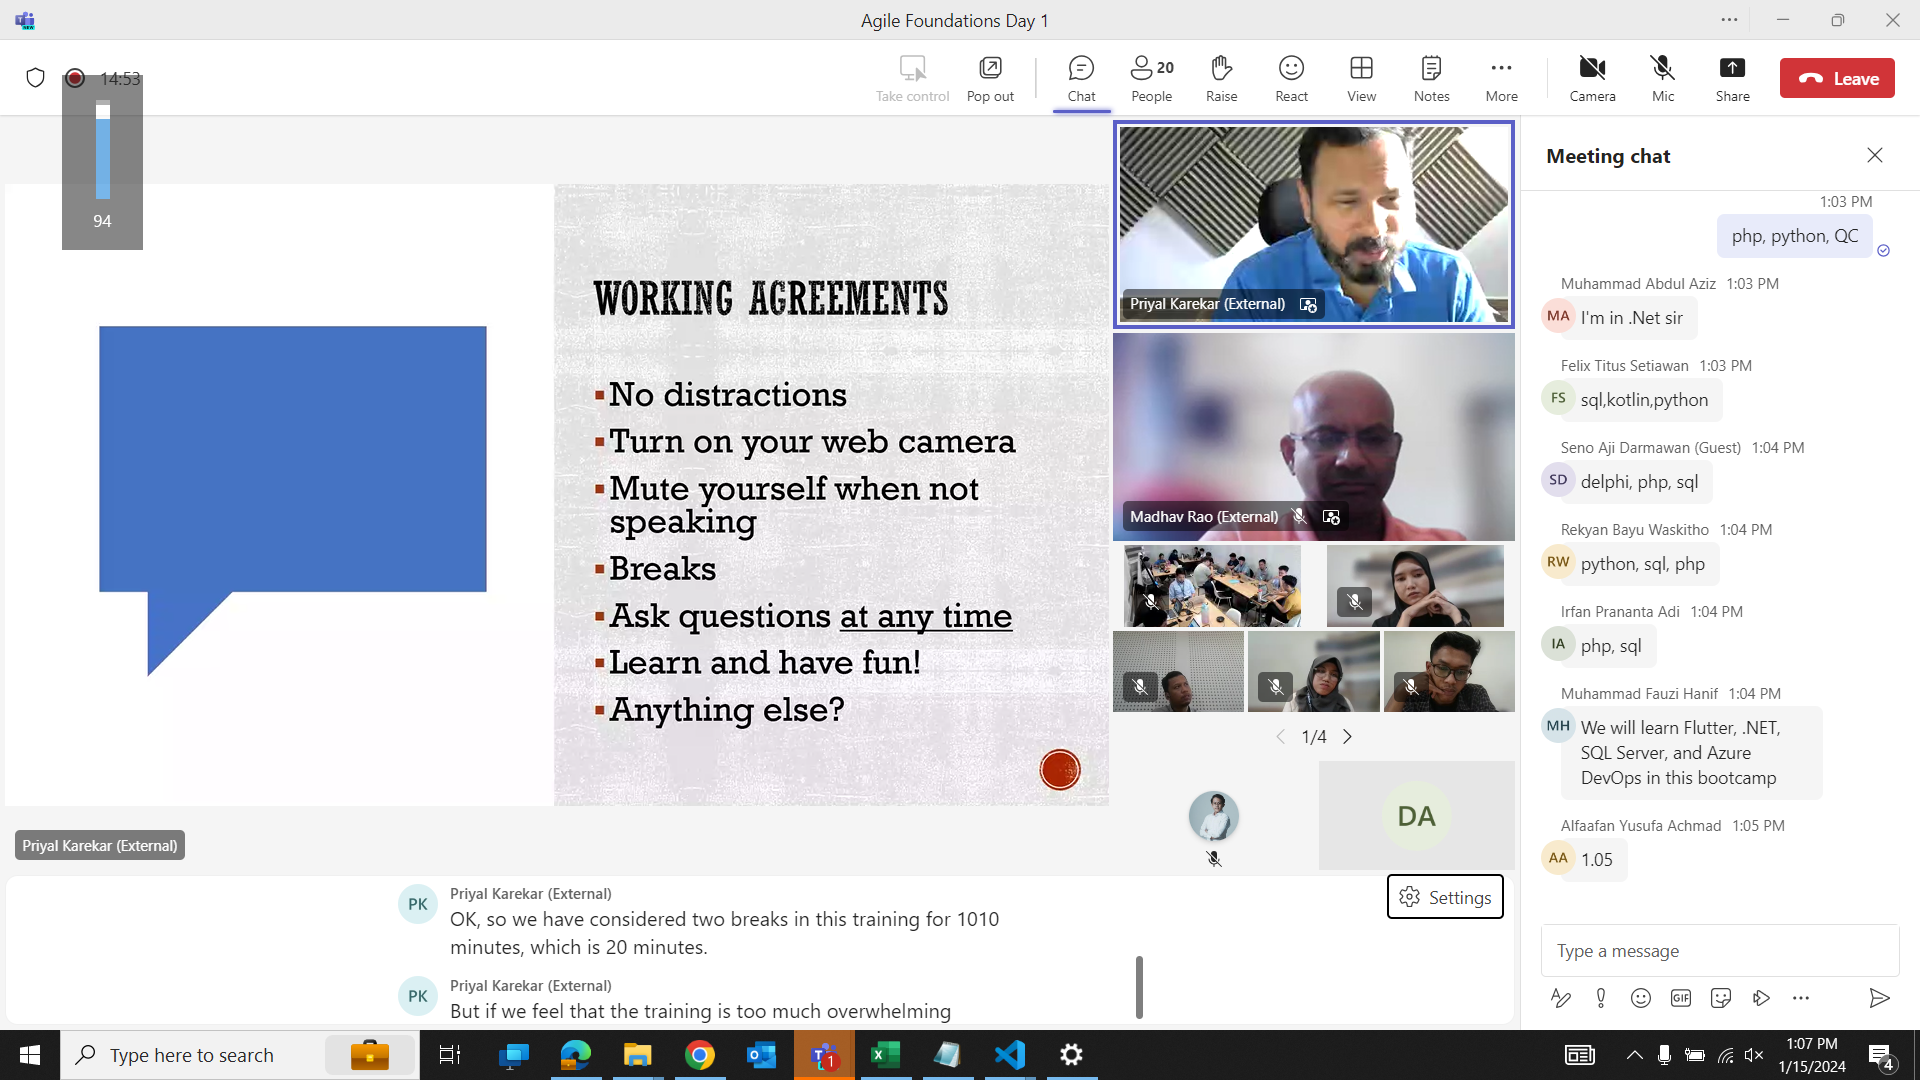 Agile Foundations Day 1
14:53
Take control
Pop out
Chat
People
20
Raise
React
View
Notes
More
Camera
Mic
Share
Leave
94
WORKING AGREEMENTS
No distractions
Turn on your web camera
Mute yourself when not
speaking
Breaks
Ask questions at any time
Learn and have fun!
Anything else?
Priyal Karekar (External)
Priyal Karekar (External)
Madhav Rao (External)
1/4
DA
PK
Priyal Karekar (External)
OK, so we have considered two breaks in this training for 1010
minutes, which is 20 minutes.
PK
Priyal Karekar (External)
But if we feel that the training is too much overwhelming
Settings
Meeting chat
1:03 PM
php, python, QC
Muhammad Abdul Aziz 1:03 PM
MA
I'm in .Net sir
Felix Titus Setiawan 1:03 PM
FS
sql,kotlin,python
Seno Aji Darmawan (Guest) 1:04 PM
SD
delphi, php, sql
Rekyan Bayu Waskitho 1:04 PM
RW
python, sql, php
Irfan Prananta Adi 1:04 PM
IA
php, sql
Muhammad Fauzi Hanif 1:04 PM
MH
We will learn Flutter, .NET,
SQL Server, and Azure
DevOps in this bootcamp
Alfaafan Yusufa Achmad 1:05 PM
AA
1.05
Type a message
GIF
Type here to search
1
1:07 PM
1/15/2024
4